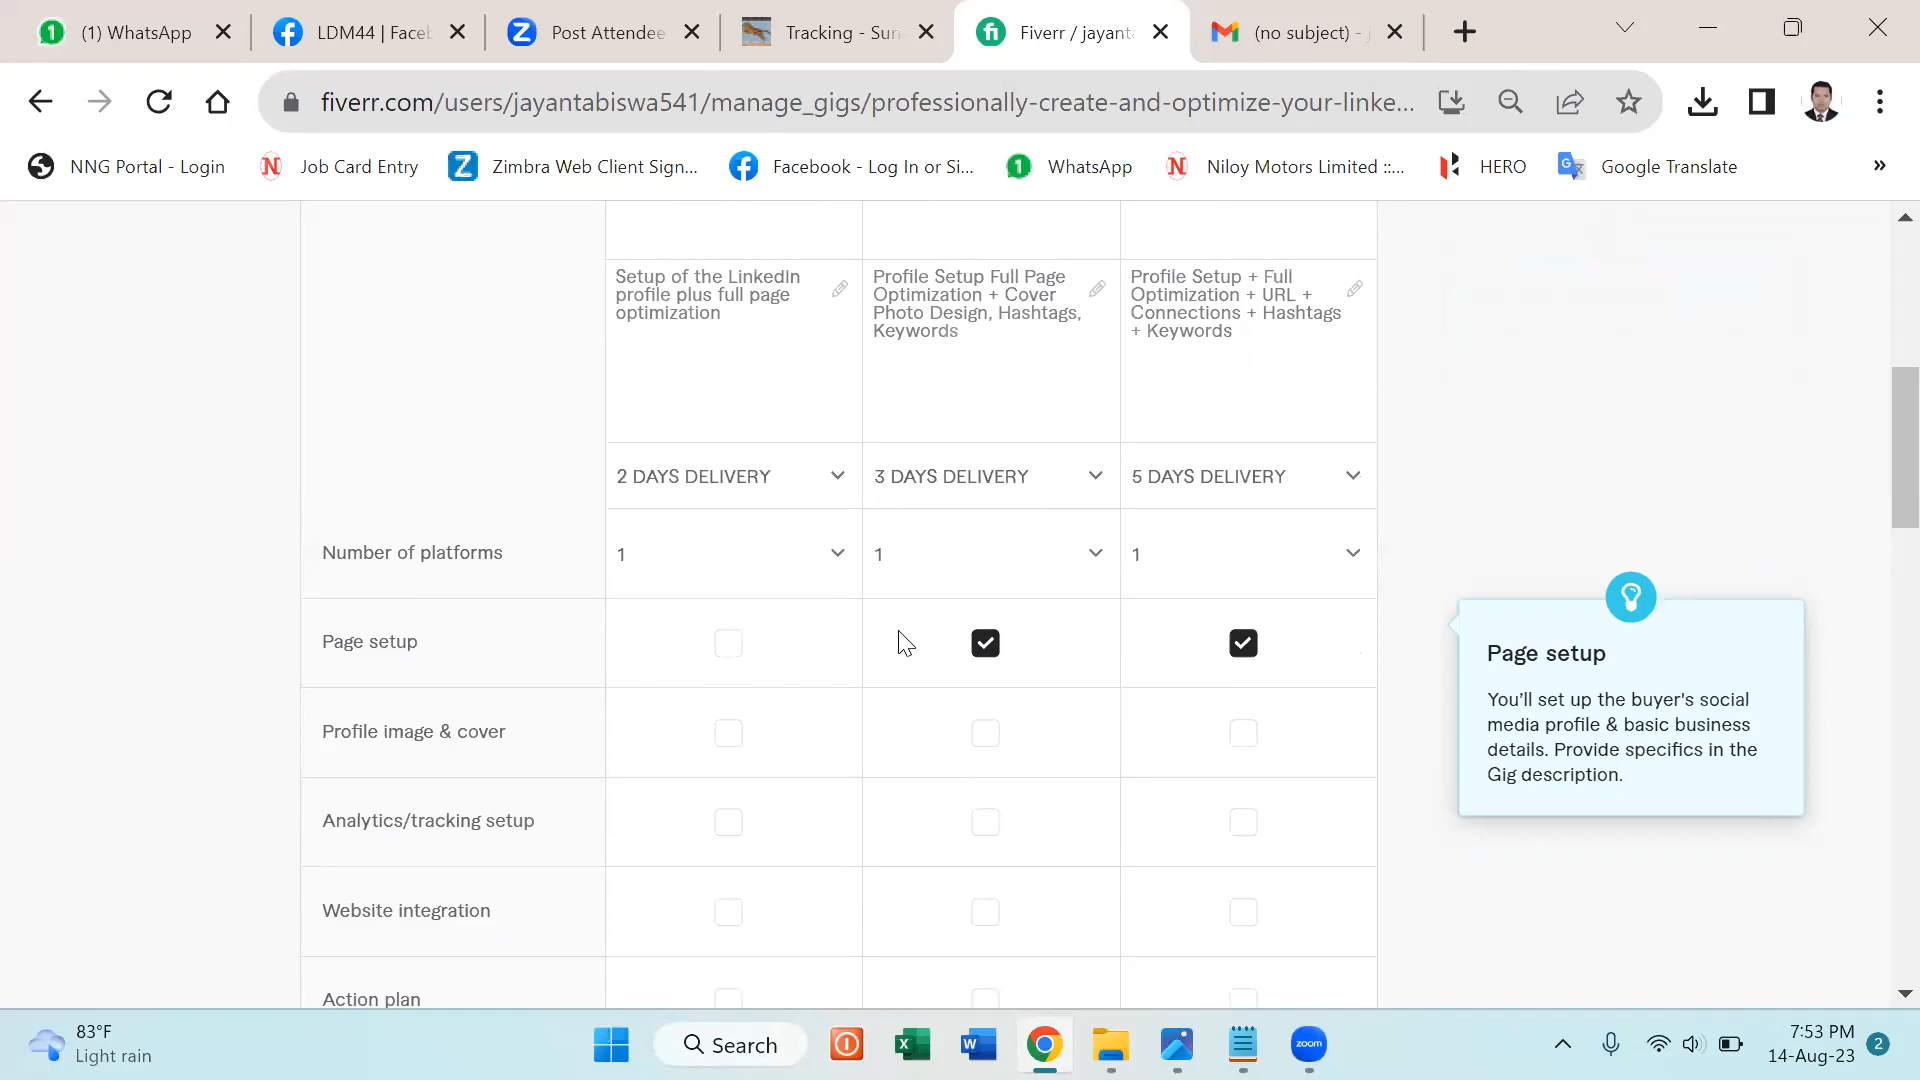 (1) WhatsApp
LDM44 | Faceb
Post Attendee
Tracking - Sun
Fiverr / jayanta
(no subject) - j
fiverr.com/users/jayantabiswa541/manage_gigs/professionally-create-and-optimize-your-linke...
NNG Portal - Login
Job Card Entry
Zimbra Web Client Sign...
Facebook - Log In or Si...
WhatsApp
Niloy Motors Limited ::...
HERO
Google Translate
»
Setup of the LinkedIn
profile plus full page
optimization
Profile Setup Full Page
Optimization + Cover
Photo Design, Hashtags,
Keywords
Profile Setup + Full
Optimization + URL +
Connections + Hashtags
+ Keywords
2 DAYS DELIVERY
3 DAYS DELIVERY
5 DAYS DELIVERY
Number of platforms
1
1
1
Page setup
Profile image & cover
Analytics/tracking setup
Website integration
Action plan
Page setup
You'll set up the buyer's social
media profile & basic business
details. Provide specifics in the
Gig description.
83°F
Light rain
Search
zoom
7:53 PM
14-Aug-23
2